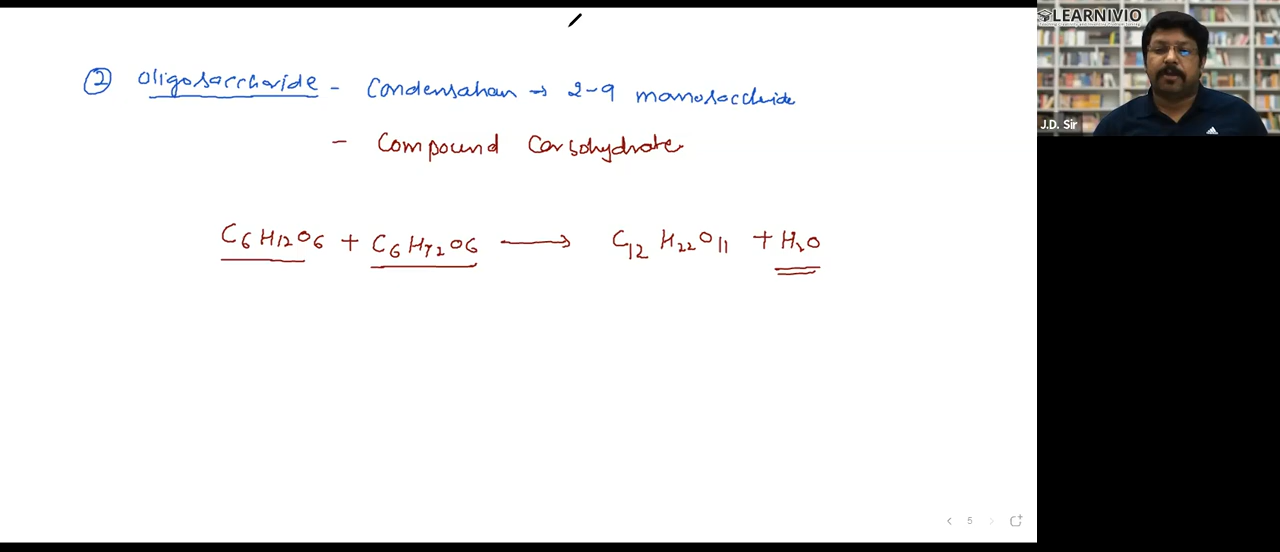 LEARNIVIO
J.D. Sir
② Oligosaccharide - Condensation → 2-9 monosaccharide
- Compound Carbohydrate
C6H12O6 + C6H12O6 → C12H22O11 + H2O
5